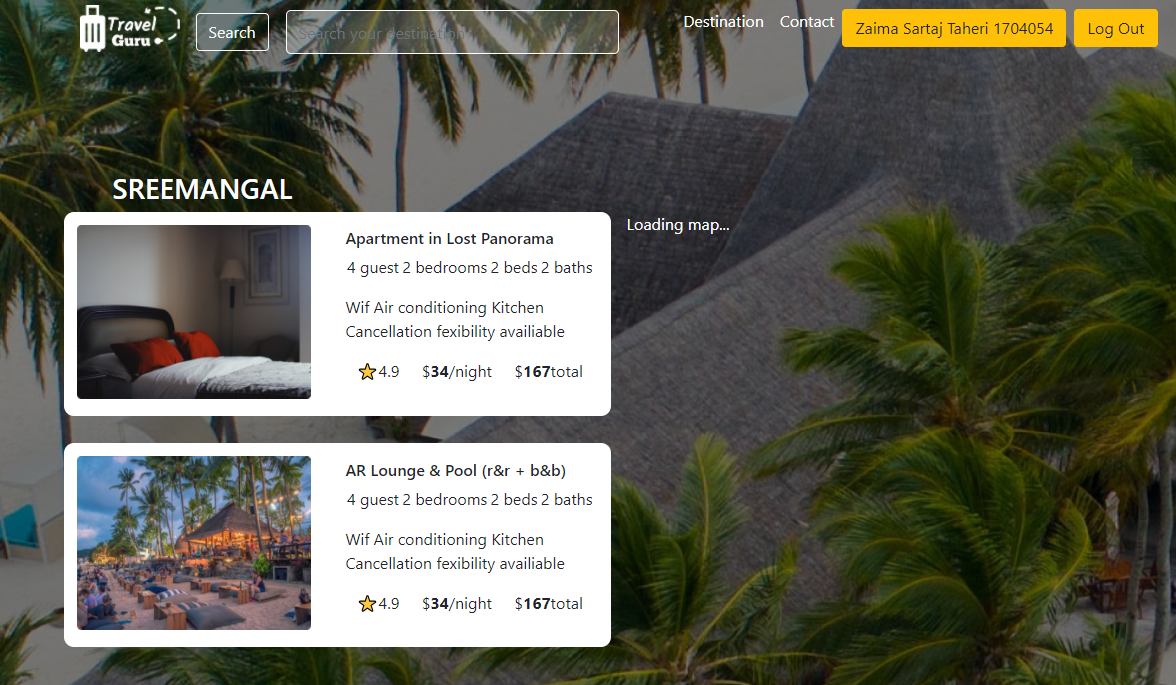 Travel
Guru
Search
Search your destination
Destination
Contact
Zaima Sartaj Taheri 1704054
Log Out
SREEMANGAL
Loading map...
Apartment in Lost Panorama
4 guest 2 bedrooms 2 beds 2 baths
Wif Air conditioning Kitchen
Cancellation fexibility availiable
4.9 $34/night $167total
AR Lounge & Pool (r&r + b&b)
4 guest 2 bedrooms 2 beds 2 baths
Wif Air conditioning Kitchen
Cancellation fexibility availiable
4.9 $34/night $167total